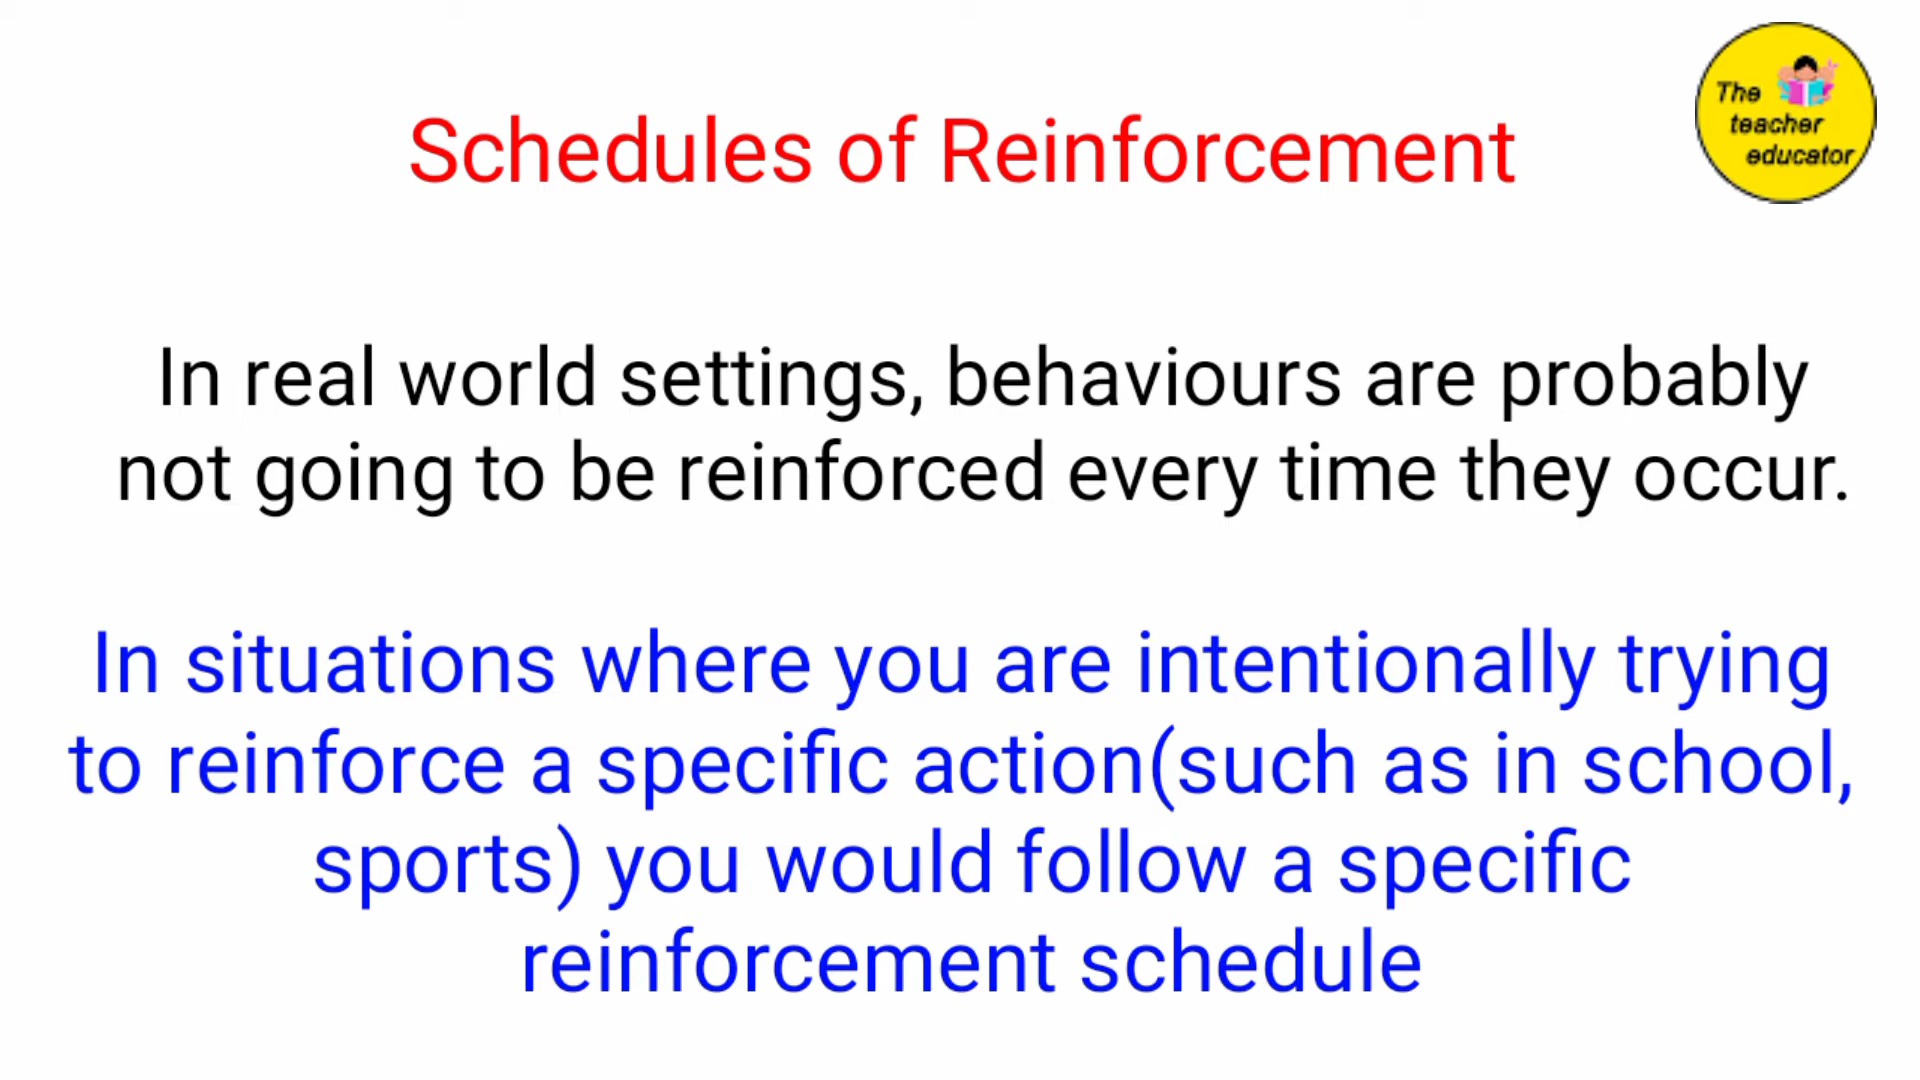 The
teacher
educator
Schedules of Reinforcement
In real world settings, behaviours are probably
not going to be reinforced every time they occur.
In situations where you are intentionally trying
to reinforce a specific action(such as in school,
sports) you would follow a specific
reinforcement schedule